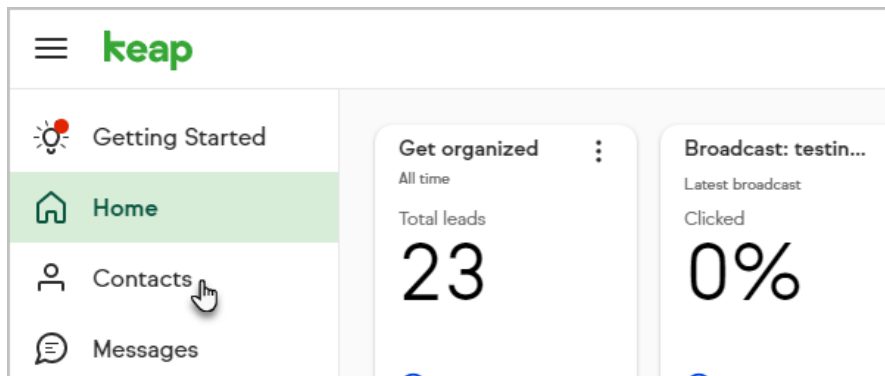 keap
Getting Started
Home
Contacts
Messages
Get organized
All time
Total leads
23
Broadcast: testin...
Latest broadcast
Clicked
0%